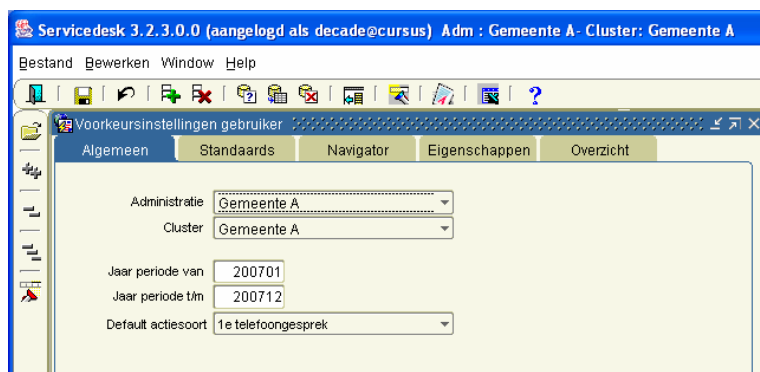 Servicedesk 3.2.3.0.0 (aangelogd als decade@cursus) Adm : Gemeente A- Cluster: Gemeente A
Bestand Bewerken Window Help
Voorkeursinstellingen gebruiker
Algemeen Standaards Navigator Eigenschappen Overzicht
Administratie Gemeente A
Cluster Gemeente A
Jaar periode van 200701
Jaar periode t/m 200712
Default actiesoort 1e telefoongesprek